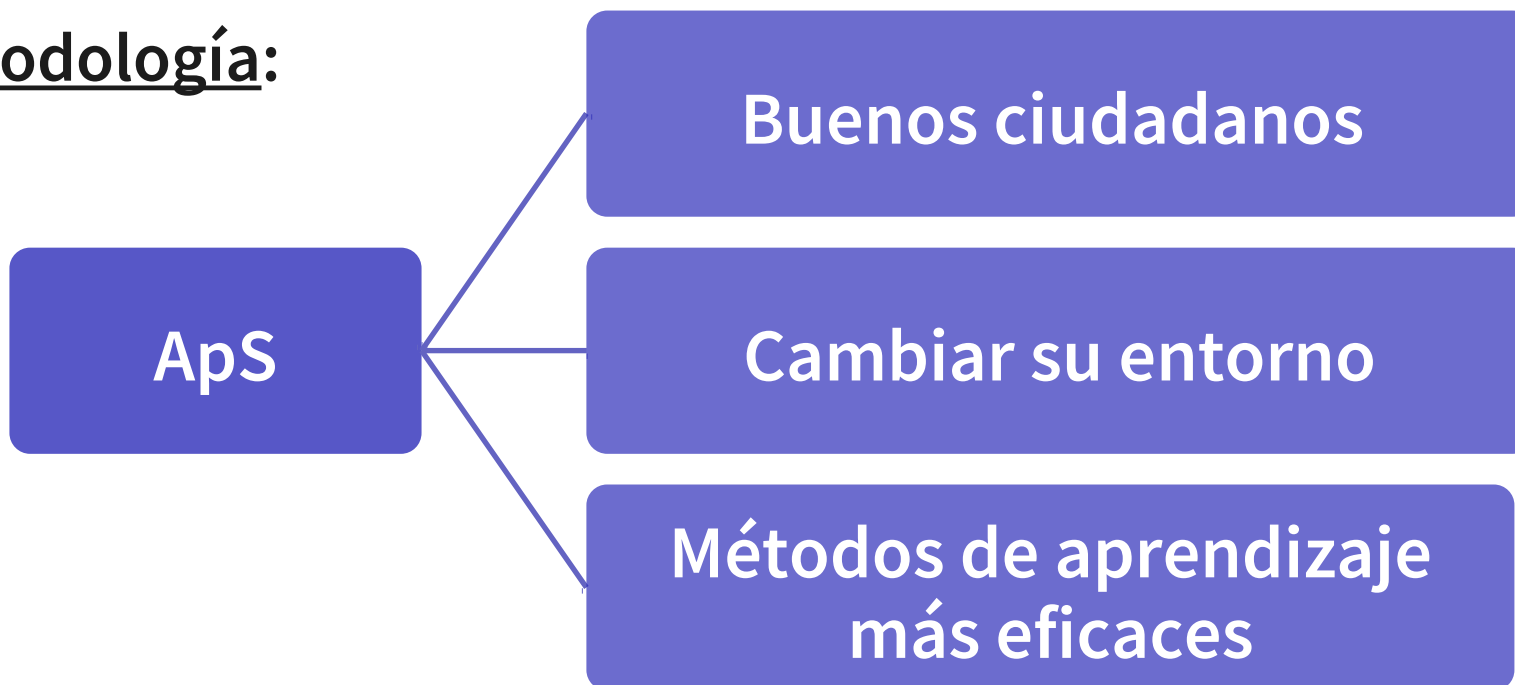 odología:
Buenos ciudadanos
ApS
Cambiar su entorno
Métodos de aprendizaje
más eficaces